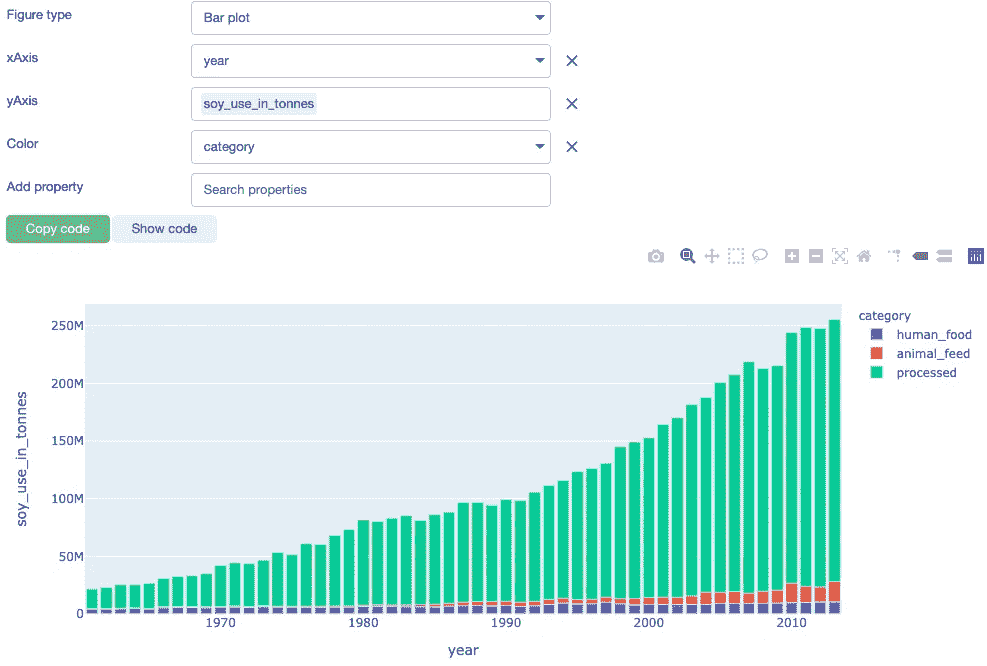 Figure type
Bar plot
xAxis
year
yAxis
soy_use_in_tonnes
Color
category
Add property
Search properties
Copy code
Show code
250M
200M
150M
100M
50M
0
soy_use_in_tonnes
1970
1980
1990
2000
2010
year
category
human_food
animal_feed
processed